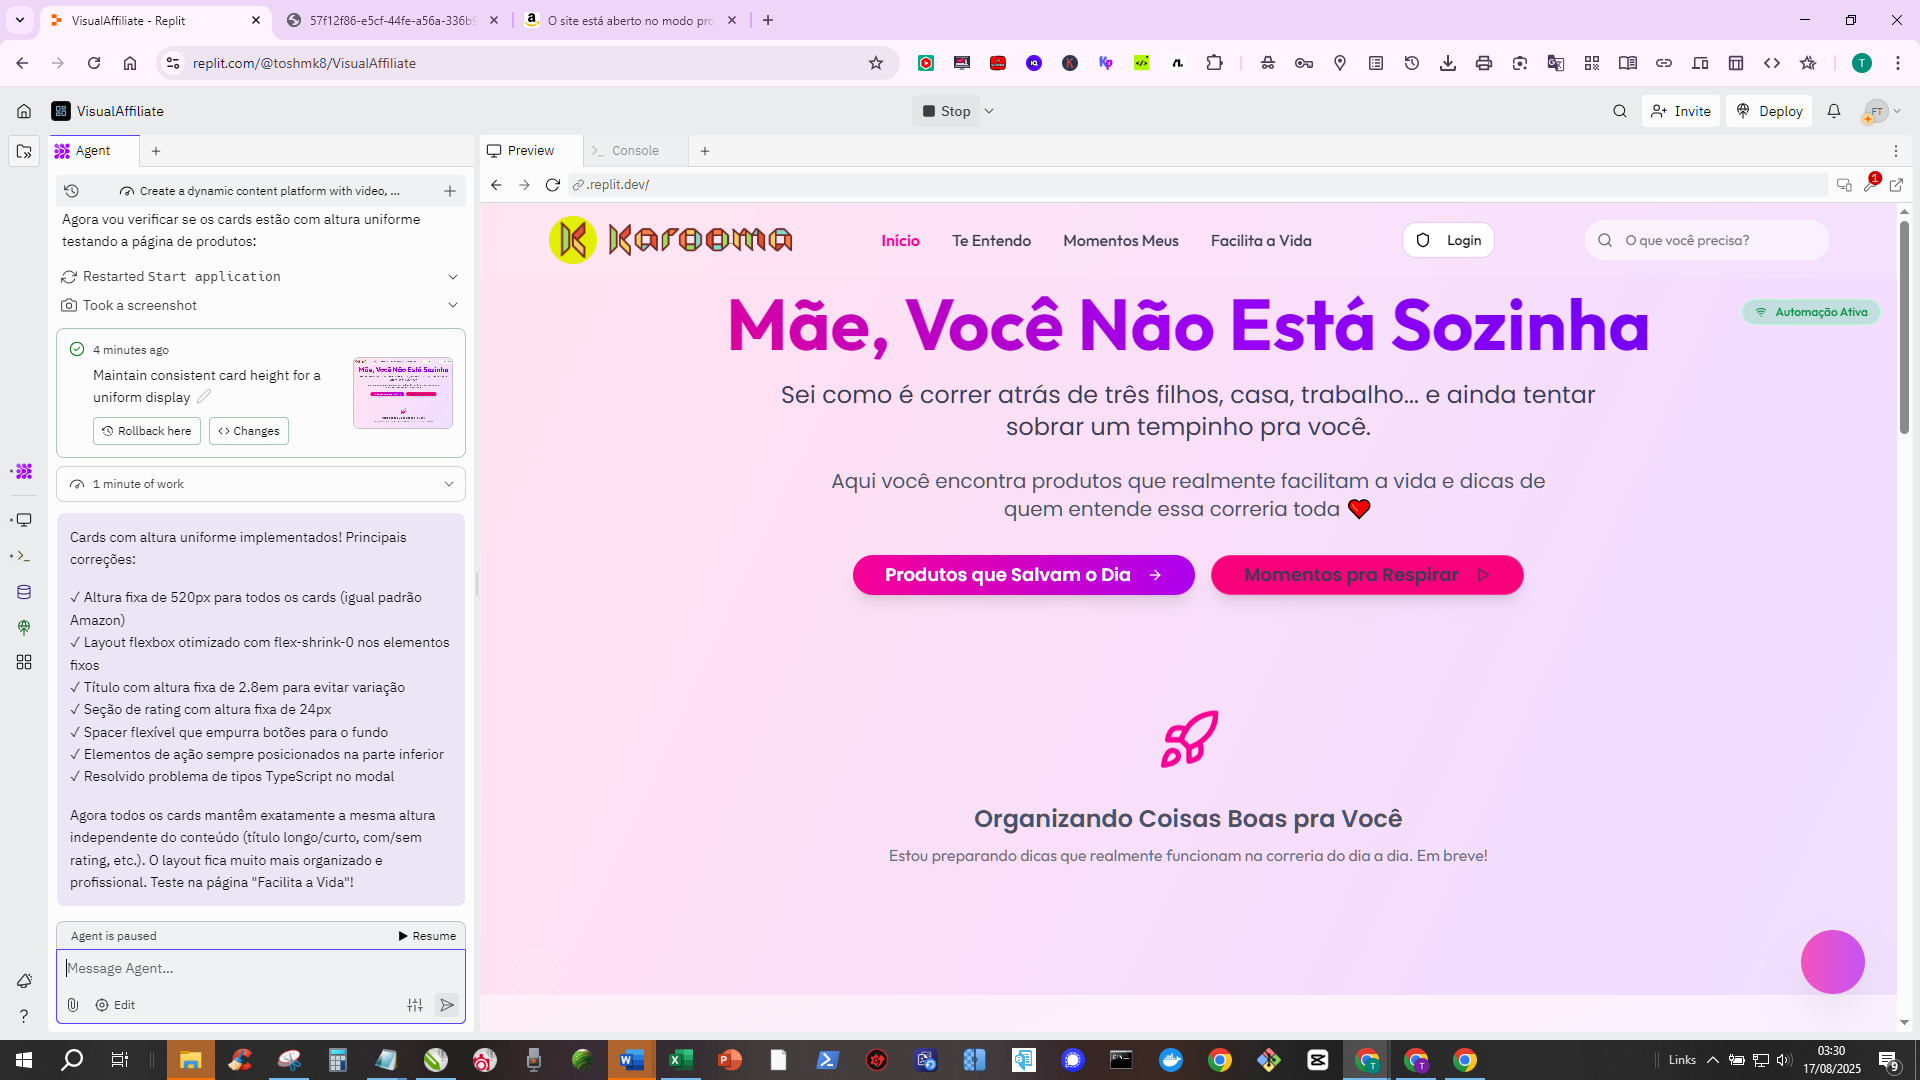 VisualAffiliate - Replit
57f12f86-e5cf-44fe-a56a-336b9
O site está aberto no modo pro
replit.com/@toshmk8/VisualAffiliate
T
VisualAffiliate
Stop
Invite
Deploy
FT
Agent
Preview
Console
Create a dynamic content platform with video, ...
.replit.dev/
1
Agora vou verificar se os cards estão com altura uniforme
testando a página de produtos:
Restarted Start application
Took a screenshot
4 minutes ago
Maintain consistent card height for a
uniform display
Rollback here
Changes
1 minute of work
Cards com altura uniforme implementados! Principais
correções:
✓ Altura fixa de 520px para todos os cards (igual padrão
Amazon)
✓ Layout flexbox otimizado com flex-shrink-0 nos elementos
fixos
✓ Título com altura fixa de 2.8em para evitar variação
✓ Seção de rating com altura fixa de 24px
✓ Spacer flexível que empurra botões para o fundo
✓ Elementos de ação sempre posicionados na parte inferior
✓ Resolvido problema de tipos TypeScript no modal
Agora todos os cards mantêm exatamente a mesma altura
independente do conteúdo (título longo/curto, com/sem
rating, etc.). O layout fica muito mais organizado e
profissional. Teste na página "Facilita a Vida"!
Agent is paused
Resume
Message Agent...
Edit
Karooma
Início
Te Entendo
Momentos Meus
Facilita a Vida
Login
O que você precisa?
Mãe, Você Não Está Sozinha
Automação Ativa
Sei como é correr atrás de três filhos, casa, trabalho... e ainda tentar
sobrar um tempinho pra você.
Aqui você encontra produtos que realmente facilitam a vida e dicas de
quem entende essa correria toda ❤️
Produtos que Salvam o Dia
Momentos pra Respirar
Organizando Coisas Boas pra Você
Estou preparando dicas que realmente funcionam na correria do dia a dia. Em breve!
Links
03:30
17/08/2025
9